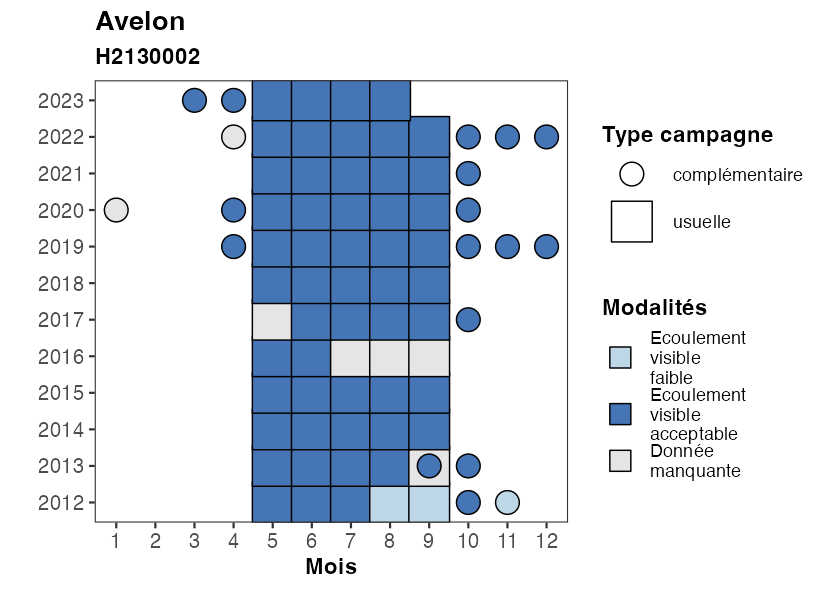 Avelon
H2130002
2023
2022
2021
2020
2019
2018
2017
2016
2015
2014
2013
2012
1 2 3 4 5 6 7 8 9 10 11 12
Mois
Type campagne
complémentaire
usuelle
Modalités
Ecoulement
visible
faible
Ecoulement
visible
acceptable
Donnée
manquante